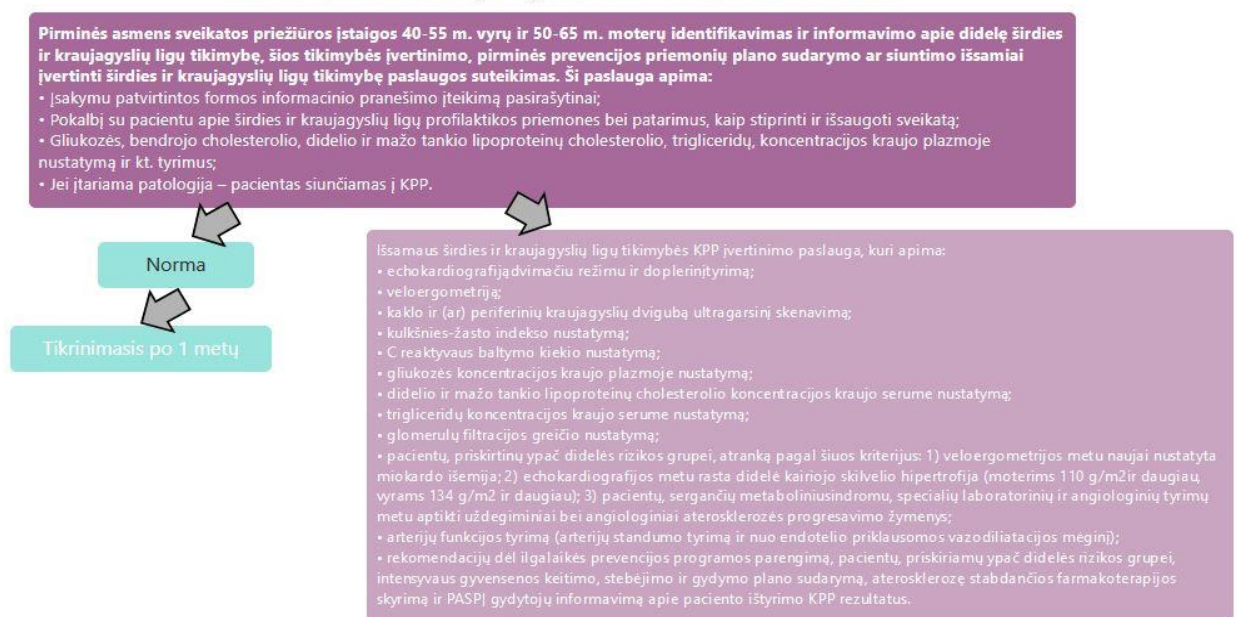 Pirminės asmens sveikatos priežiūros įstaigos 40-55 m. vyrų ir 50-65 m. moterų identifikavimas ir informavimo apie didelę širdies
ir kraujagyslių ligų tikimybę, šios tikimybės įvertinimo, pirminės prevencijos priemonių plano sudarymo ar siuntimo išsamiai
įvertinti širdies ir kraujagyslių ligų tikimybę paslaugos suteikimas. Ši paslauga apima:
• Įsakymu patvirtintos formos informacinio pranešimo įteikimą pasirašytinai;
• Pokalbį su pacientu apie širdies ir kraujagyslių ligų profilaktikos priemones bei patarimus, kaip stiprinti ir išsaugoti sveikatą;
• Gliukozės, bendrojo cholesterolio, didelio ir mažo tankio lipoproteinų cholesterolio, trigliceridų, koncentracijos kraujo plazmoje
nustatymą ir kt. tyrimus;
• Jei įtariama patologija – pacientas siunčiamas į KPP.
Norma
Tikrinimasis po 1 metų
Išsamaus širdies ir kraujagyslių ligų tikimybės KPP įvertinimo paslauga, kuri apima:
• echokardiografijądvimačiu režimu ir doplerinįtyrimą;
• veloergometriją;
• kaklo ir (ar) periferinių kraujagyslių dvigubą ultragarsinį skenavimą;
• kulkšnies-žasto indekso nustatymą;
• C reaktyvaus baltymo kiekio nustatymą;
• gliukozės koncentracijos kraujo plazmoje nustatymą;
• didelio ir mažo tankio lipoproteinų cholesterolio koncentracijos kraujo serume nustatymą;
• trigliceridų koncentracijos kraujo serume nustatymą;
• glomerulų filtracijos greičio nustatymą;
• pacientų, priskirtinų ypač didelės rizikos grupei, atranką pagal šiuos kriterijus: 1) veloergometrijos metu naujai nustatyta
miokardo išemija; 2) echokardiografijos metu rasta didelė kairiojo skilvelio hipertrofija (moterims 110 g/m2ir daugiau,
vyrams 134 g/m2 ir daugiau); 3) pacientų, sergančių metaboliniusindromu, specialių laboratorinių ir angiologinių tyrimų
metu aptikti uždegiminiai bei angiologiniai aterosklerozės progresavimo žymenys;
• arterijų funkcijos tyrimą (arterijų standumo tyrimą ir nuo endotelio priklausomos vazodiliatacijos mėginį);
• rekomendacijų dėl ilgalaikės prevencijos programos parengimą, pacientų, priskiriamų ypač didelės rizikos grupei,
intensyvaus gyvensenos keitimo, stebėjimo ir gydymo plano sudarymą, aterosklerozę stabdančios farmakoterapijos
skyrimą ir PASPĮ gydytojų informavimą apie paciento ištyrimo KPP rezultatus.